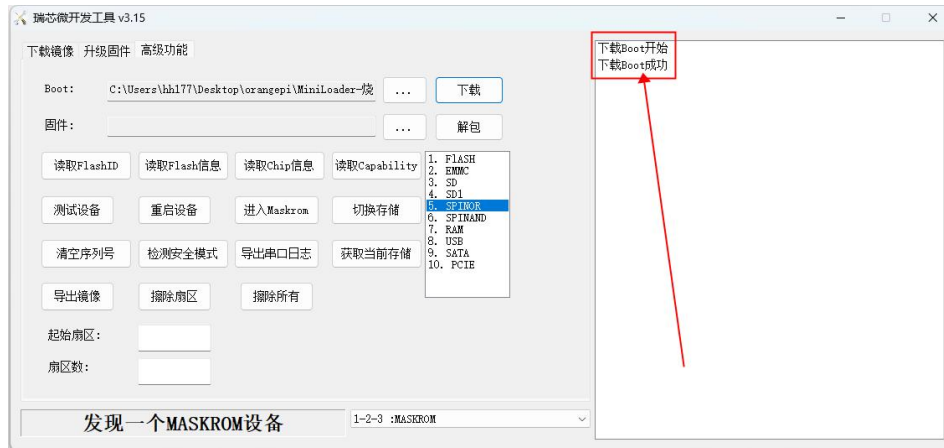 瑞芯微开发工具 v3.15
下载镜像 升级固件 高级功能
Boot: C:\Users\hh177\Desktop\orangepi\MiniLoader-烧 ... 下载
固件: ... 解包
读取FlashID 读取Flash信息 读取Chip信息 读取Capability
测试设备 重启设备 进入Maskrom 切换存储
清空序列号 检测安全模式 导出串口日志 获取当前存储
导出镜像 擦除扇区 擦除所有
起始扇区:
扇区数:
1. FlASH
2. EMMC
3. SD
4. SD1
5. SPINOR
6. SPINAND
7. RAM
8. USB
9. SATA
10. PCIE
发现一个MASKROM设备
1-2-3 :MASKROM
下载Boot开始
下载Boot成功